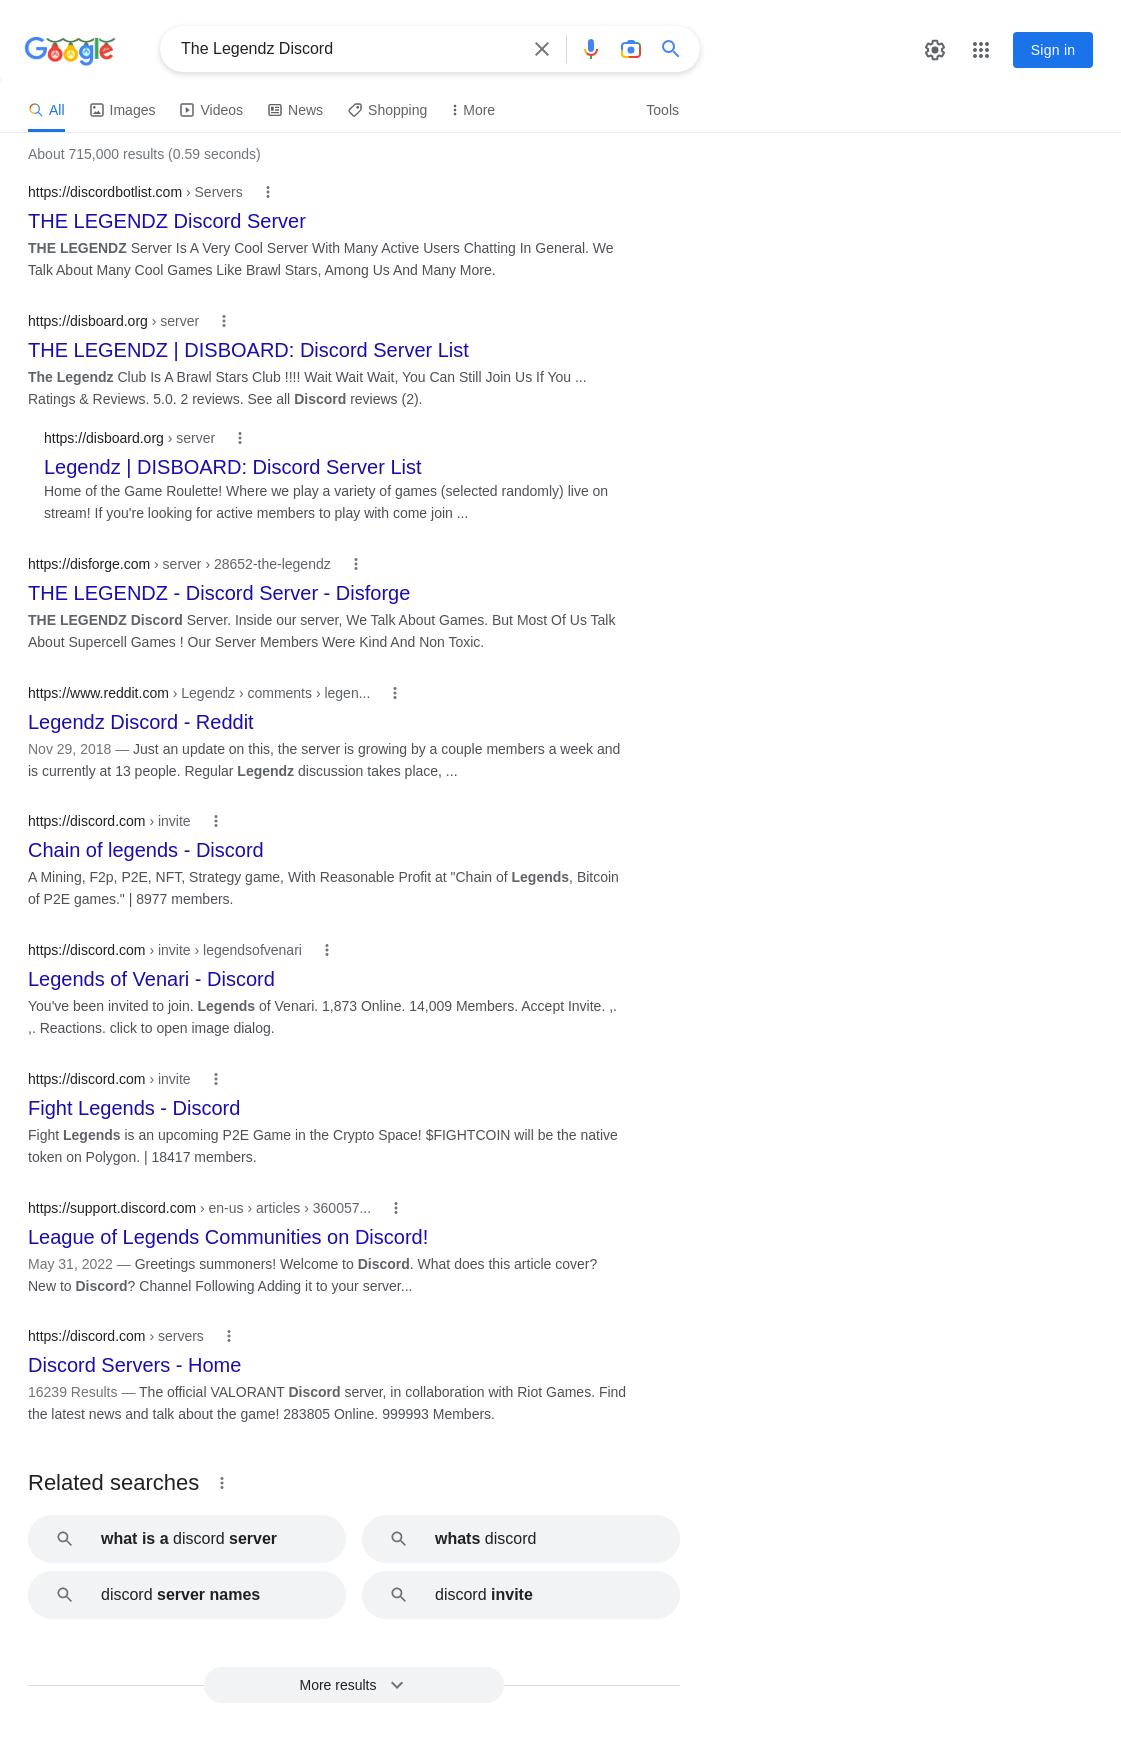 Google
The Legendz Discord
Sign in
All
Images
Videos
News
Shopping
More
Tools
About 715,000 results (0.59 seconds)
https://discordbotlist.com › Servers
THE LEGENDZ Discord Server
THE LEGENDZ Server Is A Very Cool Server With Many Active Users Chatting In General. We
Talk About Many Cool Games Like Brawl Stars, Among Us And Many More.
https://disboard.org › server
THE LEGENDZ | DISBOARD: Discord Server List
The Legendz Club Is A Brawl Stars Club !!!! Wait Wait Wait, You Can Still Join Us If You ...
Ratings & Reviews. 5.0. 2 reviews. See all Discord reviews (2).
https://disboard.org › server
Legendz | DISBOARD: Discord Server List
Home of the Game Roulette! Where we play a variety of games (selected randomly) live on
stream! If you're looking for active members to play with come join ...
https://disforge.com › server › 28652-the-legendz
THE LEGENDZ - Discord Server - Disforge
THE LEGENDZ Discord Server. Inside our server, We Talk About Games. But Most Of Us Talk
About Supercell Games ! Our Server Members Were Kind And Non Toxic.
https://www.reddit.com › Legendz › comments › legen...
Legendz Discord - Reddit
Nov 29, 2018 — Just an update on this, the server is growing by a couple members a week and
is currently at 13 people. Regular Legendz discussion takes place, ...
https://discord.com › invite
Chain of legends - Discord
A Mining, F2p, P2E, NFT, Strategy game, With Reasonable Profit at "Chain of Legends, Bitcoin
of P2E games." | 8977 members.
https://discord.com › invite › legendsofvenari
Legends of Venari - Discord
You've been invited to join. Legends of Venari. 1,873 Online. 14,009 Members. Accept Invite. ,.
,. Reactions. click to open image dialog.
https://discord.com › invite
Fight Legends - Discord
Fight Legends is an upcoming P2E Game in the Crypto Space! $FIGHTCOIN will be the native
token on Polygon. | 18417 members.
https://support.discord.com › en-us › articles › 360057...
League of Legends Communities on Discord!
May 31, 2022 — Greetings summoners! Welcome to Discord. What does this article cover?
New to Discord? Channel Following Adding it to your server...
https://discord.com › servers
Discord Servers - Home
16239 Results — The official VALORANT Discord server, in collaboration with Riot Games. Find
the latest news and talk about the game! 283805 Online. 999993 Members.
Related searches
what is a discord server
whats discord
discord server names
discord invite
More results